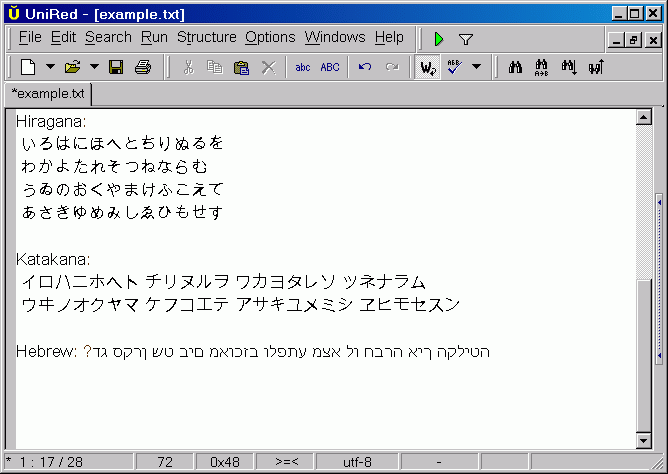 UniRed - [example.txt]
File Edit Search Run Structure Options Windows Help
abc ABC
*example.txt
Hiragana:
いろはにほへとちりぬるを
わかよたれそつねならむ
うゐのおくやまけふこえて
あさきゆめみしゑひもせす
Katakana:
イロハニホヘト チリヌルヲ ワカヨタレソ ツネナラム
ウヰノオクヤマ ケフコエテ アサキユメミシ ヱヒモセスン
Hebrew: ?דג סקרן שט בים מאוכזב ולפתע מצא לו חברה איך הקליטה
* 1 : 17 / 28 72 0x48 >=< utf-8 -